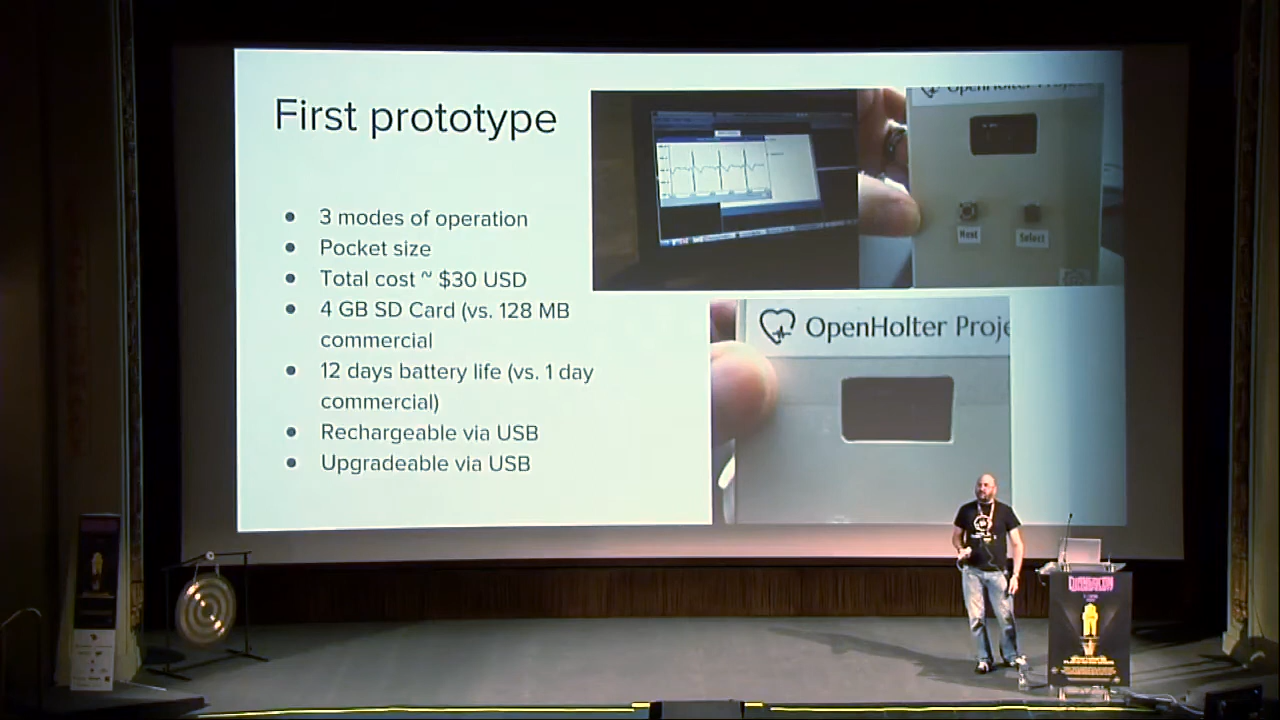 First prototype
● 3 modes of operation
● Pocket size
● Total cost ~ $30 USD
● 4 GB SD Card (vs. 128 MB
commercial
● 12 days battery life (vs. 1 day
commercial)
● Rechargeable via USB
● Upgradeable via USB
OpenHolter Proje
Next
Select
OpenHolter Proje